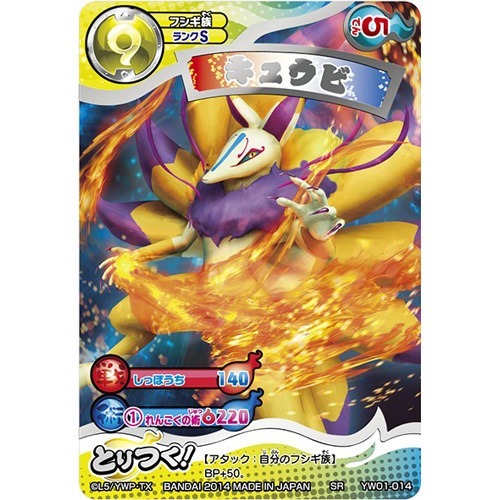 フシギ族
ランクS
5
キュウビ
しっぽうち 140
術 ① れんごくの術 6220
とりつく!
【アタック：自分のフシギ族】
BP+50。
©L5/YWP・TX BANDAI 2014 MADE IN JAPAN SR YW01-014